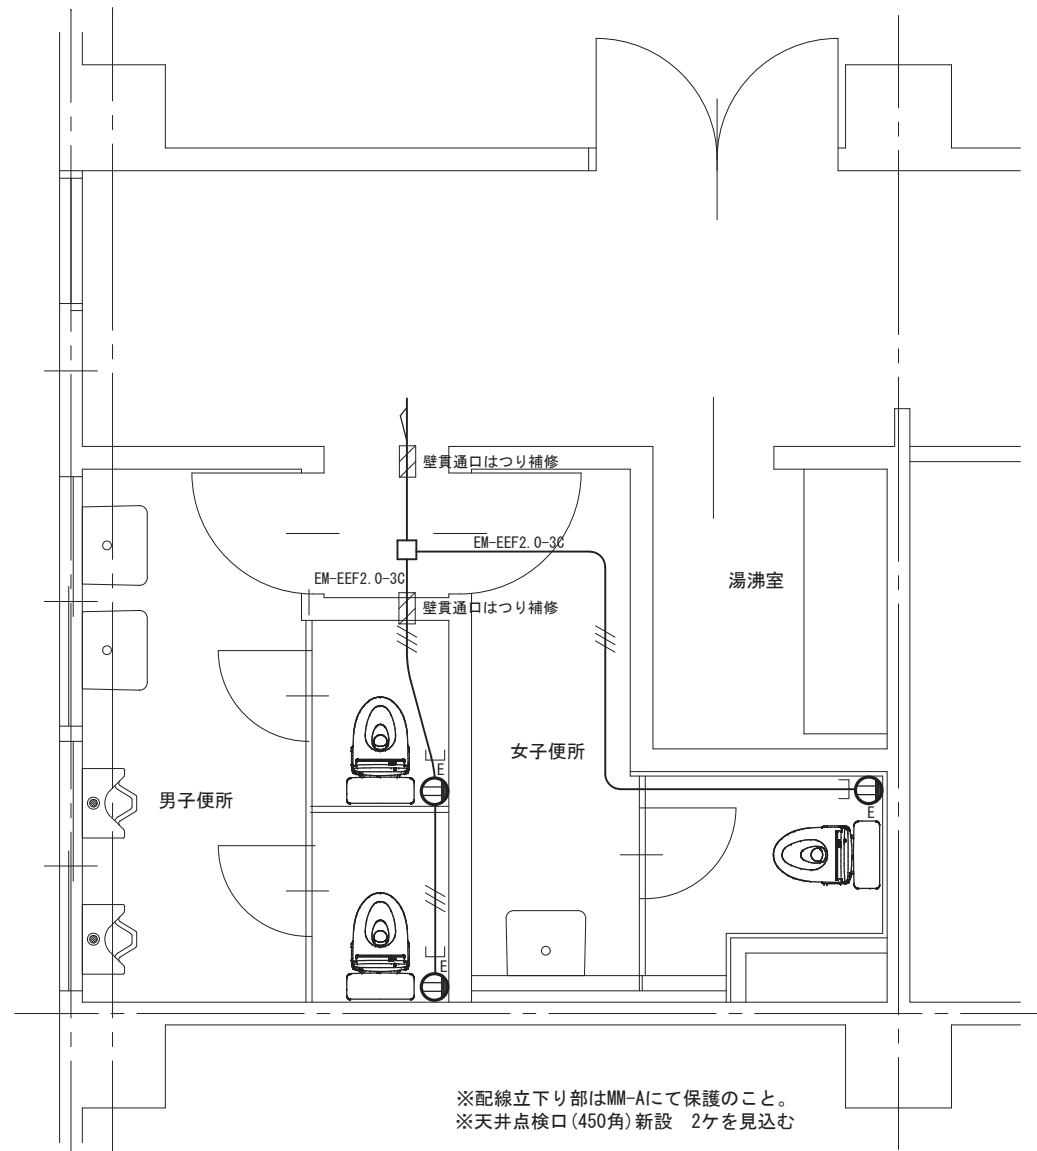 壁貫通口はつり補修
EM-EEF2.0-3C
EM-EEF2.0-3C
湯沸室
壁貫通口はつり補修
女子便所
E
男子便所
E
E
※配線立下り部はMM-Aにて保護のこと。
※天井点検口(450角)新設　2ケを見込む